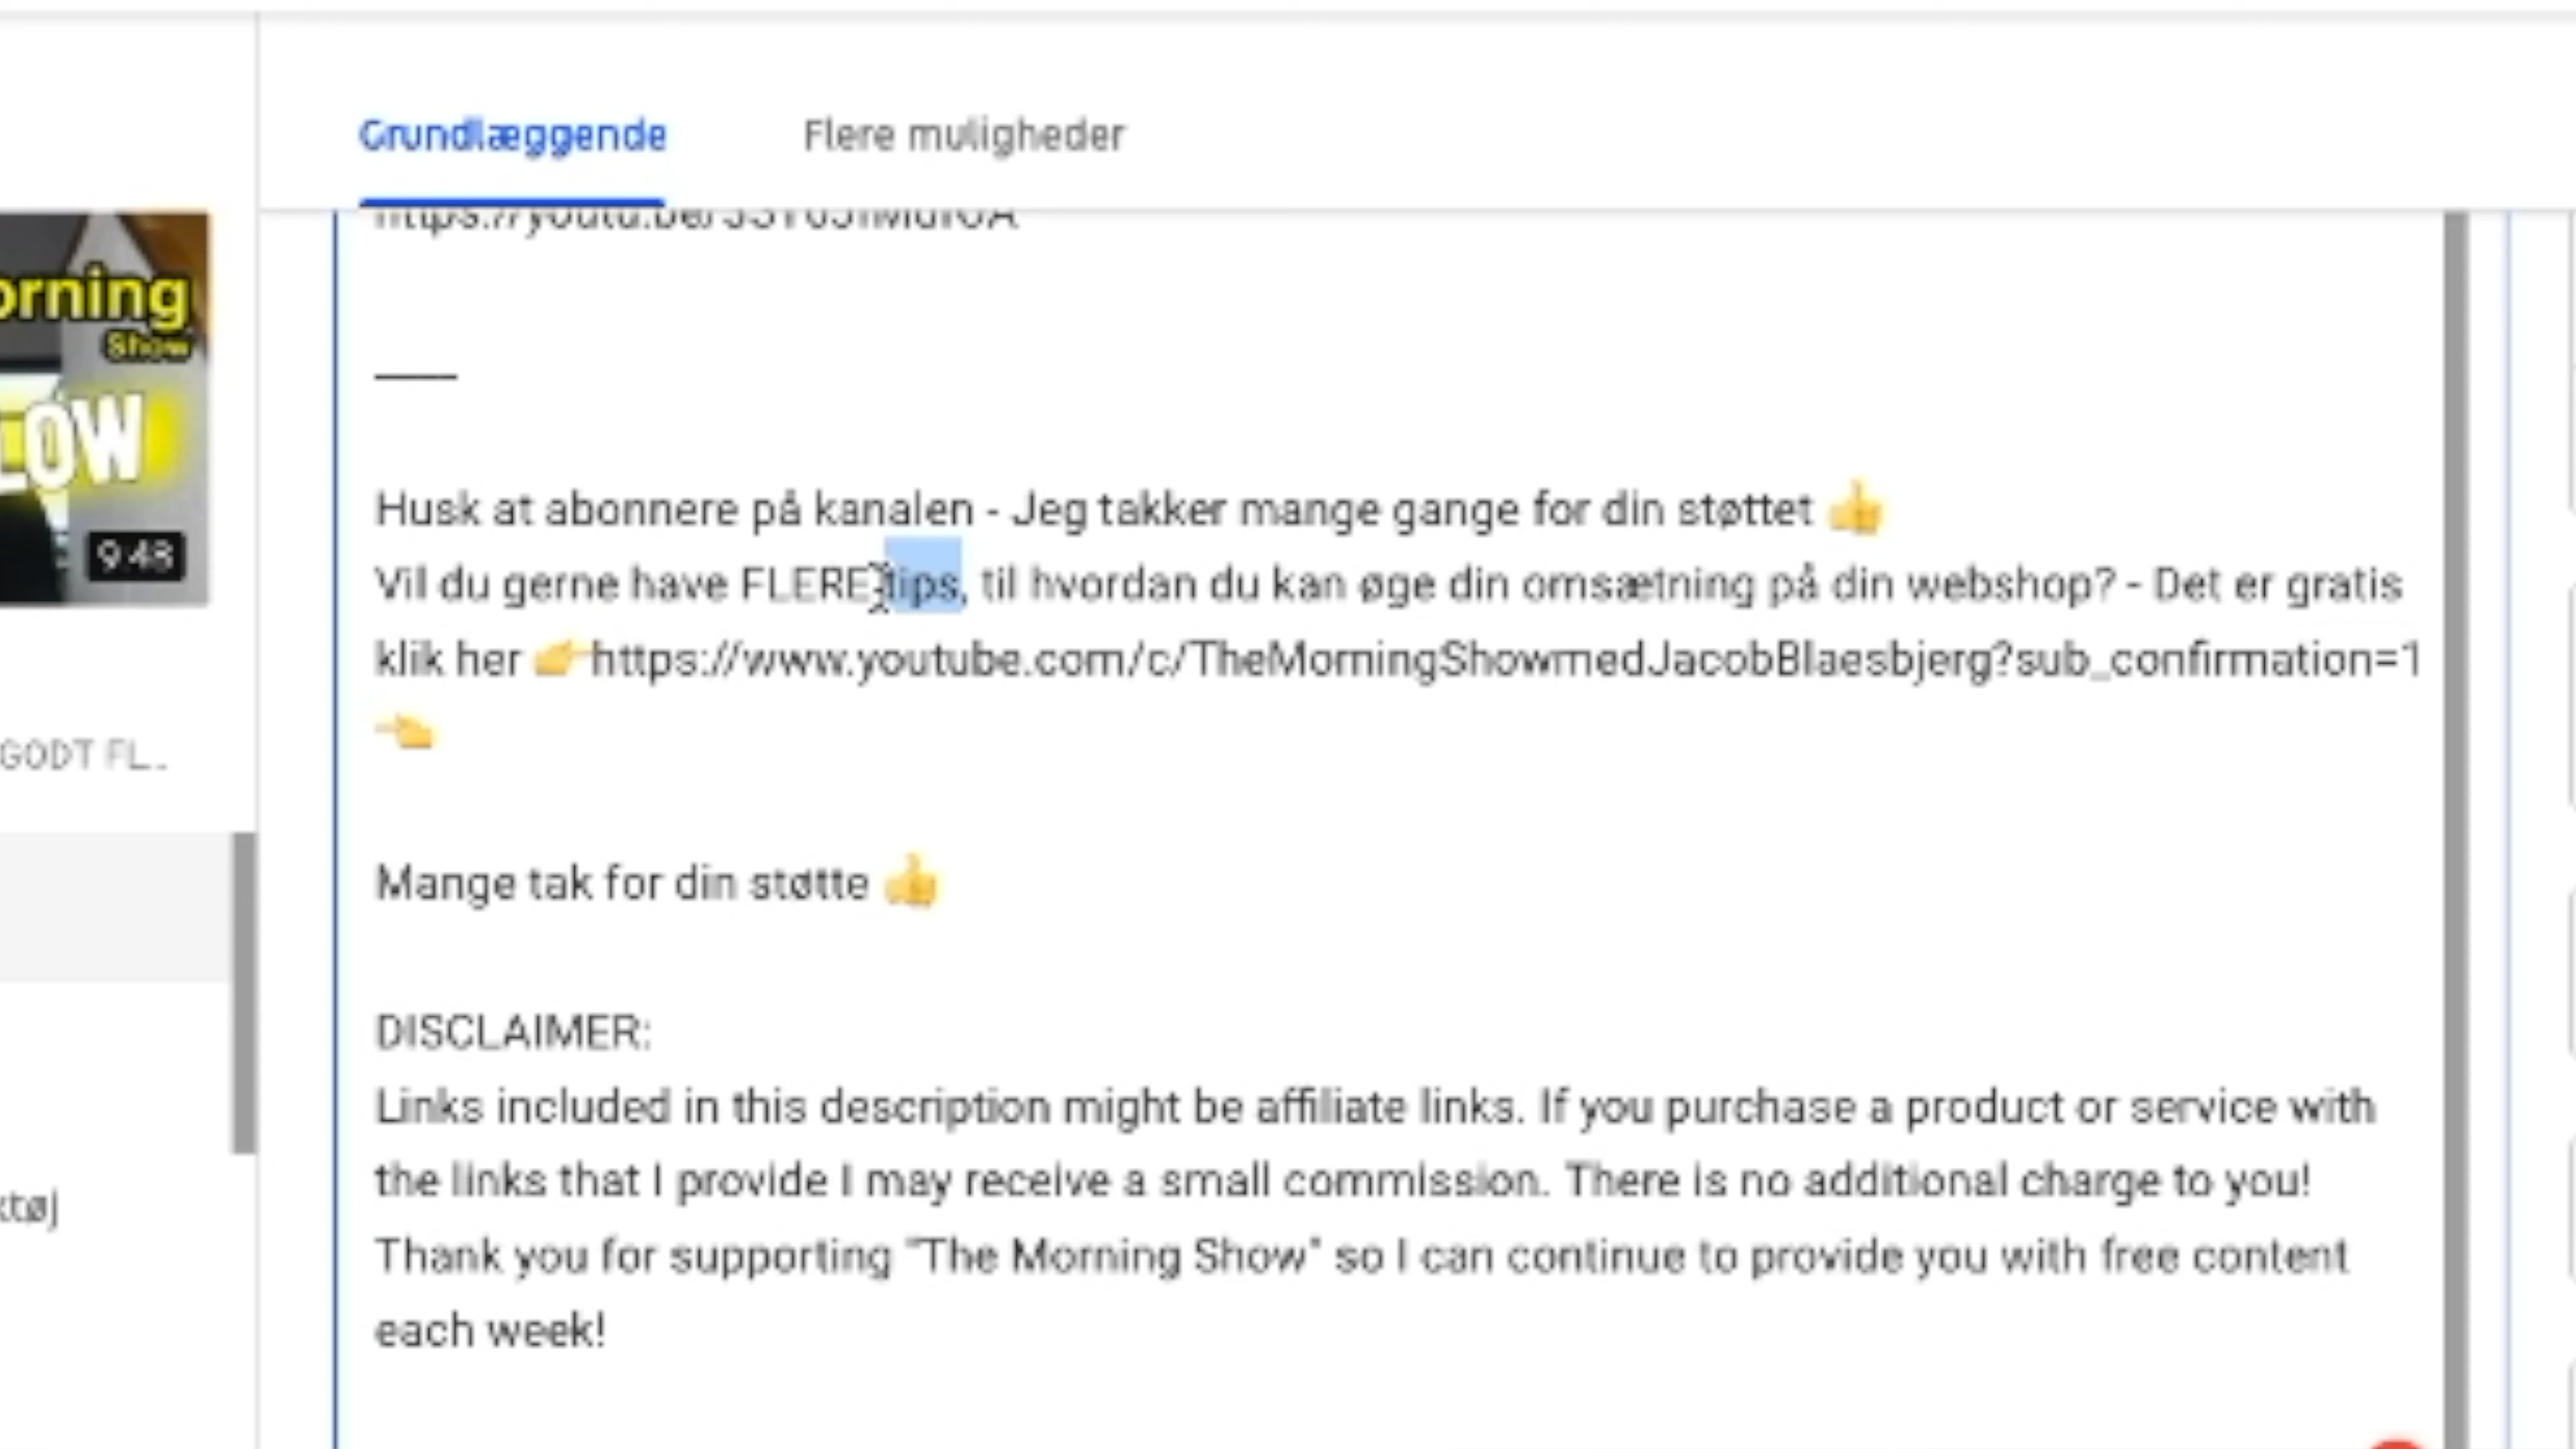 Grundlæggende Flere muligheder
orning
Show
LOW
9:48
GODT FL...
ktøj
Husk at abonnere på kanalen - Jeg takker mange gange for din støttet 👍
Vil du gerne have FLERE tips, til hvordan du kan øge din omsætning på din webshop? - Det er gratis
klik her 👉https://www.youtube.com/c/TheMorningShowmedJacobBlaesbjerg?sub_confirmation=1
👈
Mange tak for din støtte 👍
DISCLAIMER:
Links included in this description might be affiliate links. If you purchase a product or service with
the links that I provide I may receive a small commission. There is no additional charge to you!
Thank you for supporting "The Morning Show" so I can continue to provide you with free content
each week!